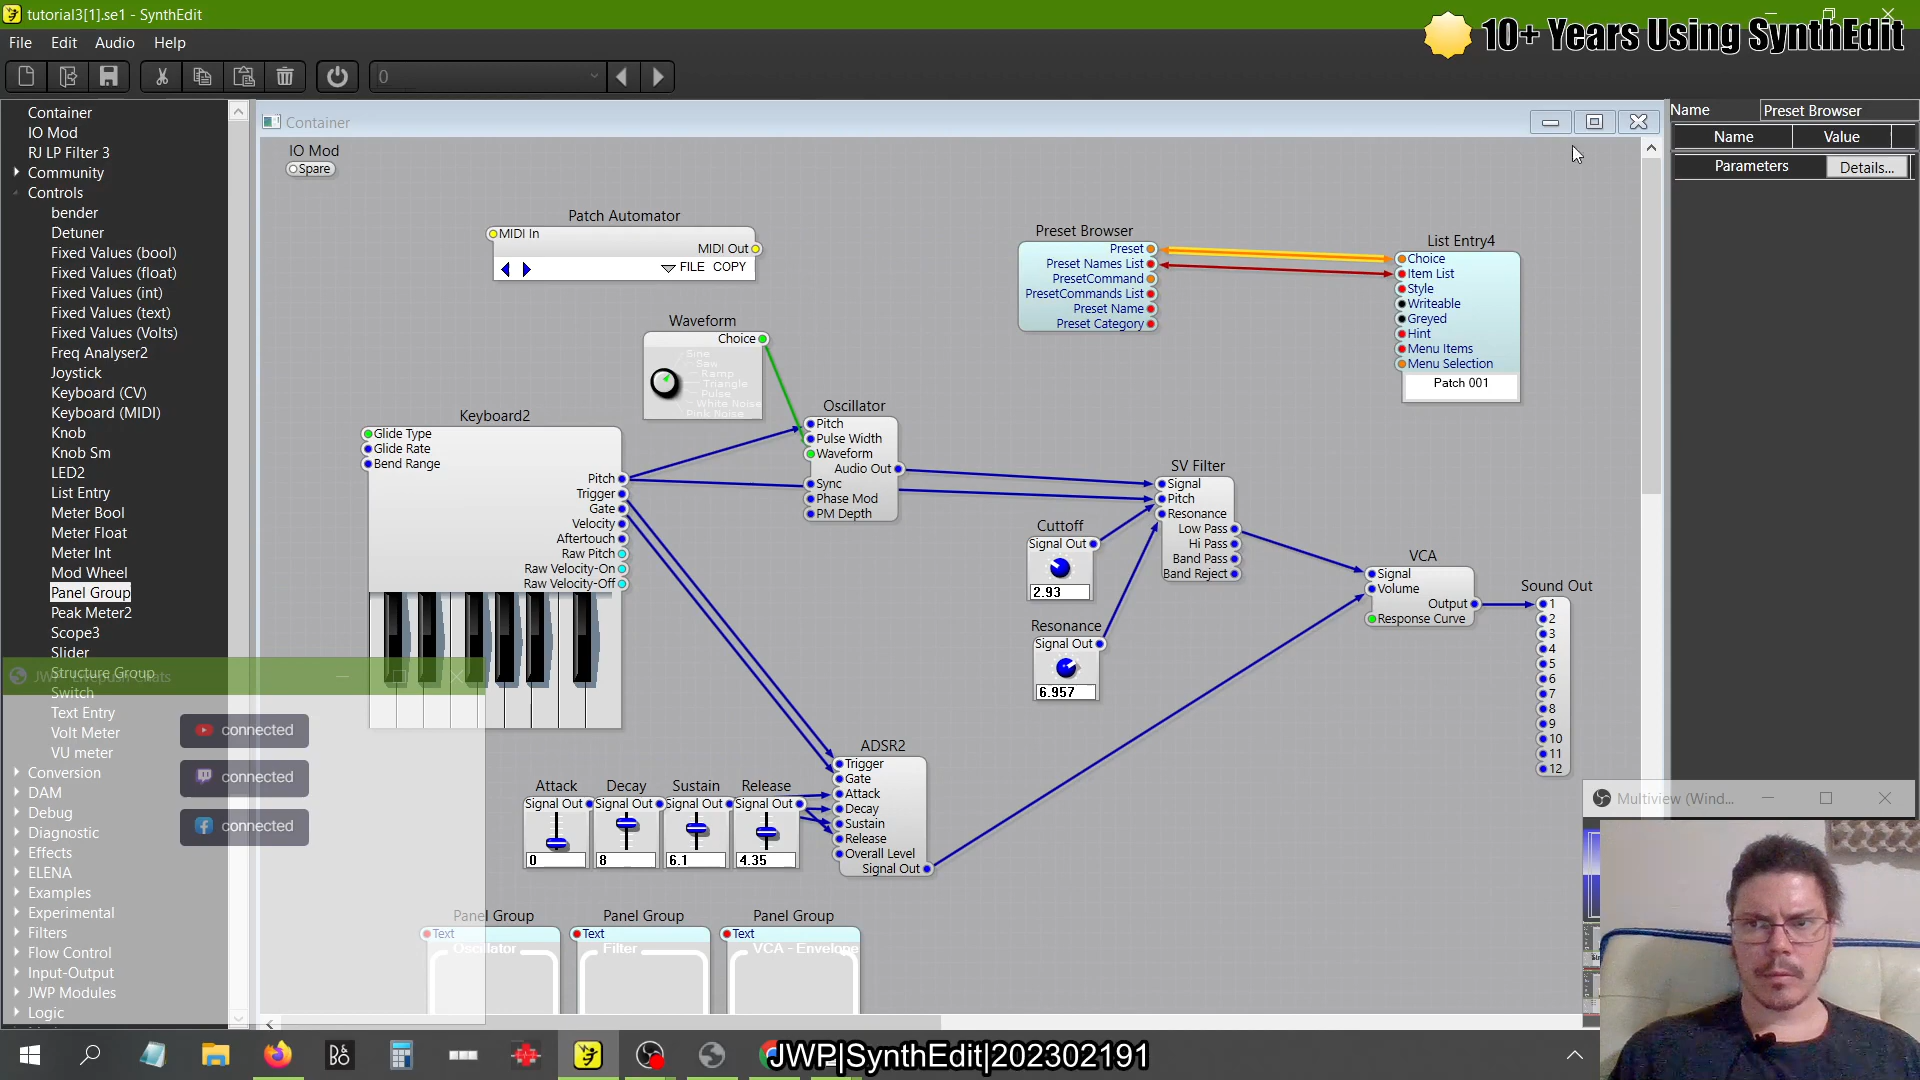 tutorial3[1].se1 - SynthEdit
10+ Years Using SynthEdit
File Edit Audio Help
0
Container
IO Mod
RJ LP Filter 3
Community
Controls
bender
Detuner
Fixed Values (bool)
Fixed Values (float)
Fixed Values (int)
Fixed Values (text)
Fixed Values (Volts)
Freq Analyser2
Joystick
Keyboard (CV)
Keyboard (MIDI)
Knob
Knob Sm
LED2
List Entry
Meter Bool
Meter Float
Meter Int
Mod Wheel
Panel Group
Peak Meter2
Scope3
Slider
Structure Group
Switch
Text Entry
Volt Meter
VU meter
Conversion
DAM
Debug
Diagnostic
Effects
ELENA
Examples
Experimental
Filters
Flow Control
Input-Output
JWP Modules
Logic
connected
connected
connected
Container
IO Mod
Spare
Patch Automator
MIDI In
MIDI Out
FILE COPY
Waveform
Choice
Sine
Saw
Ramp
Triangle
Pulse
White Noise
Pink Noise
Keyboard2
Glide Type
Glide Rate
Bend Range
Pitch
Trigger
Gate
Velocity
Aftertouch
Raw Pitch
Raw Velocity-On
Raw Velocity-Off
Oscillator
Pitch
Pulse Width
Waveform
Audio Out
Sync
Phase Mod
PM Depth
Preset Browser
Preset
Preset Names List
PresetCommand
PresetCommands List
Preset Name
Preset Category
List Entry4
Choice
Item List
Style
Writeable
Greyed
Hint
Menu Items
Menu Selection
Patch 001
SV Filter
Signal
Pitch
Resonance
Low Pass
Hi Pass
Band Pass
Band Reject
Cuttoff
Signal Out
2.93
Resonance
Signal Out
6.957
VCA
Signal
Volume
Output
Response Curve
Sound Out
1
2
3
4
5
6
7
8
9
10
11
12
Attack Decay Sustain Release
Signal Out Signal Out Signal Out Signal Out
0 8 6.1 4.35
ADSR2
Trigger
Gate
Attack
Decay
Sustain
Release
Overall Level
Signal Out
Panel Group Panel Group Panel Group
Text Text Text
Oscillator Filter VCA - Envelope
Name Preset Browser
Name Value
Parameters Details...
Multiview (Wind...
JWP|SynthEdit|202302191